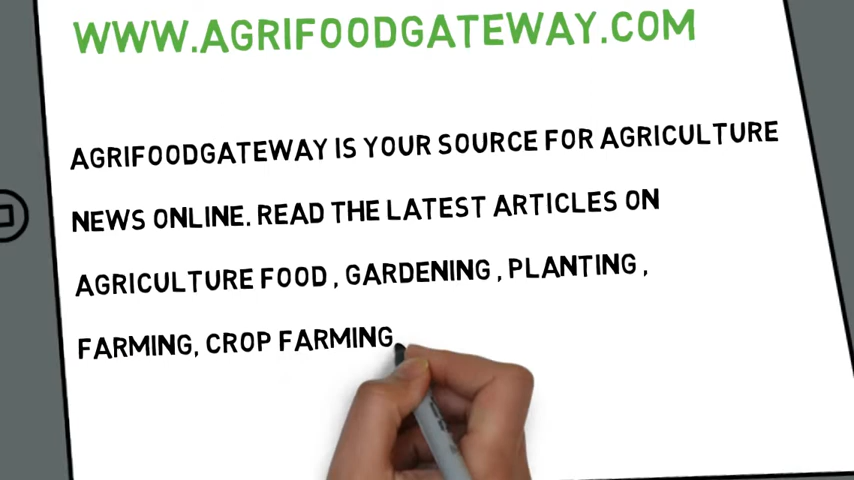 WWW.AGRIFOODGATEWAY.COM
AGRIFOODGATEWAY IS YOUR SOURCE FOR AGRICULTURE
NEWS ONLINE. READ THE LATEST ARTICLES ON
AGRICULTURE FOOD , GARDENING , PLANTING ,
FARMING, CROP FARMING,